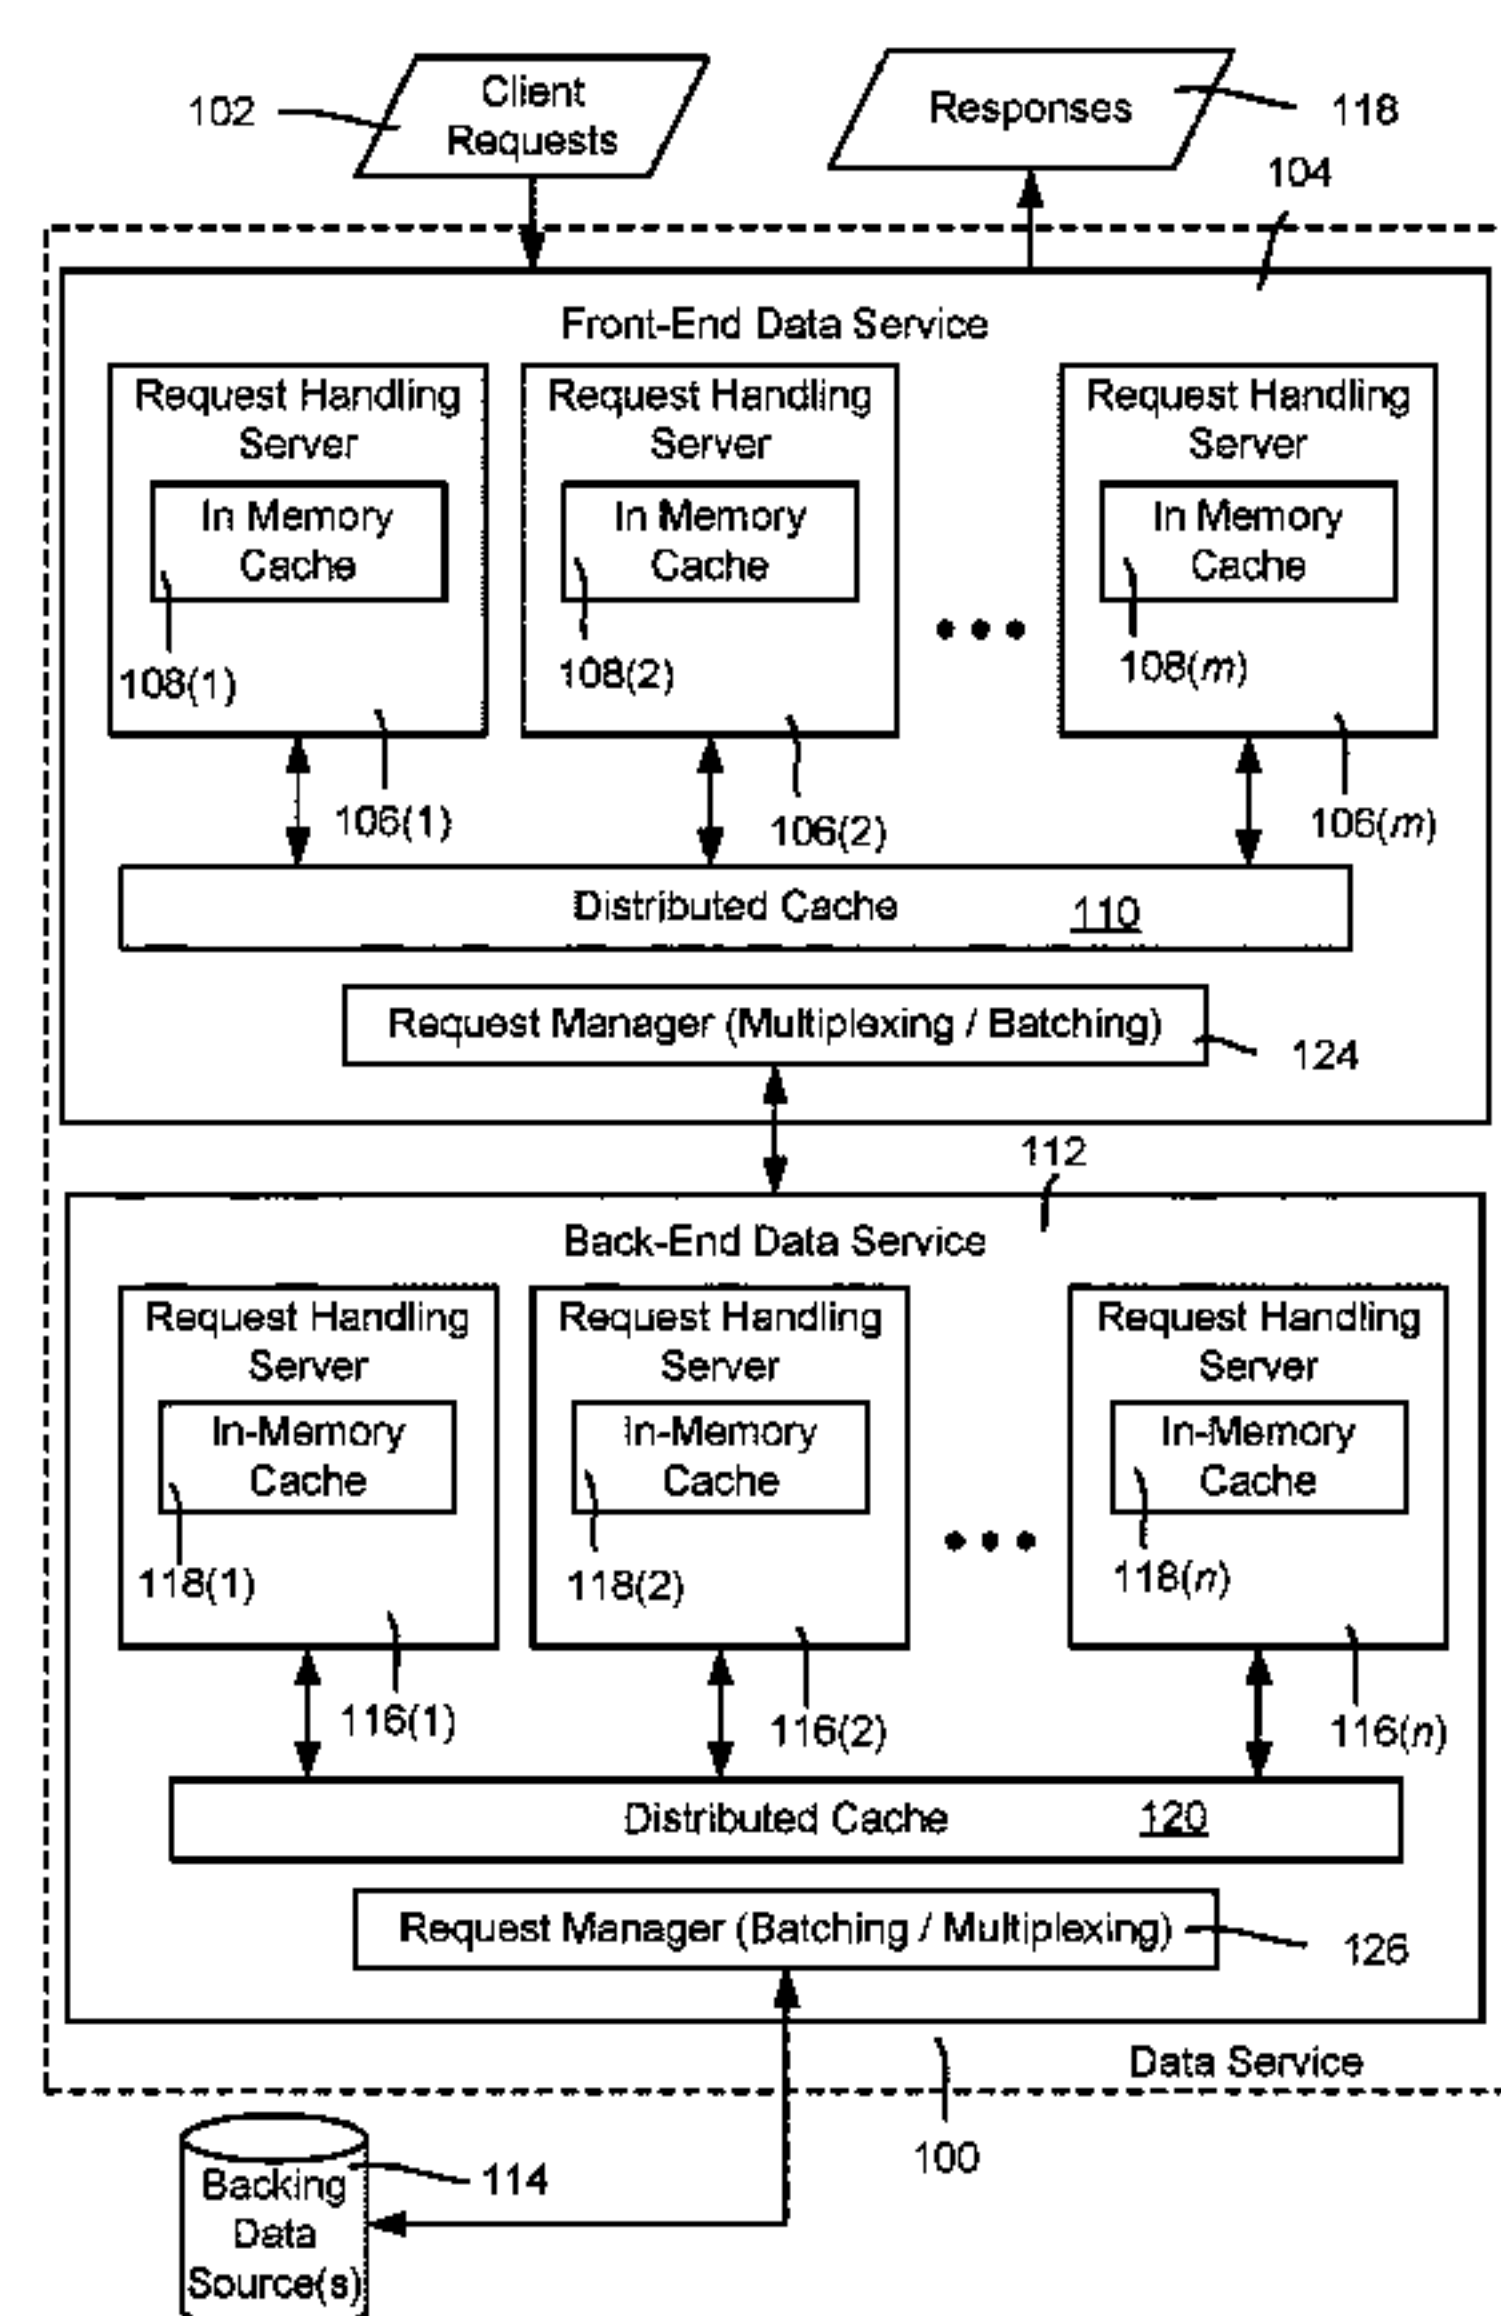 Client
Requests
102
Responses
118
104
Front-End Data Service
Request Handling
Server
In Memory
Cache
108(1)
106(1)
Request Handling
Server
In Memory
Cache
108(2)
106(2)
Request Handling
Server
In Memory
Cache
108(m)
106(m)
Distributed Cache 110
Request Manager (Multiplexing / Batching)
124
112
Back-End Data Service
Request Handling
Server
In-Memory
Cache
118(1)
116(1)
Request Handling
Server
In-Memory
Cache
118(2)
116(2)
Request Handling
Server
In-Memory
Cache
118(n)
116(n)
Distributed Cache 120
Request Manager (Batching / Multiplexing)
126
Data Service
100
Backing
Data
Source(s)
114